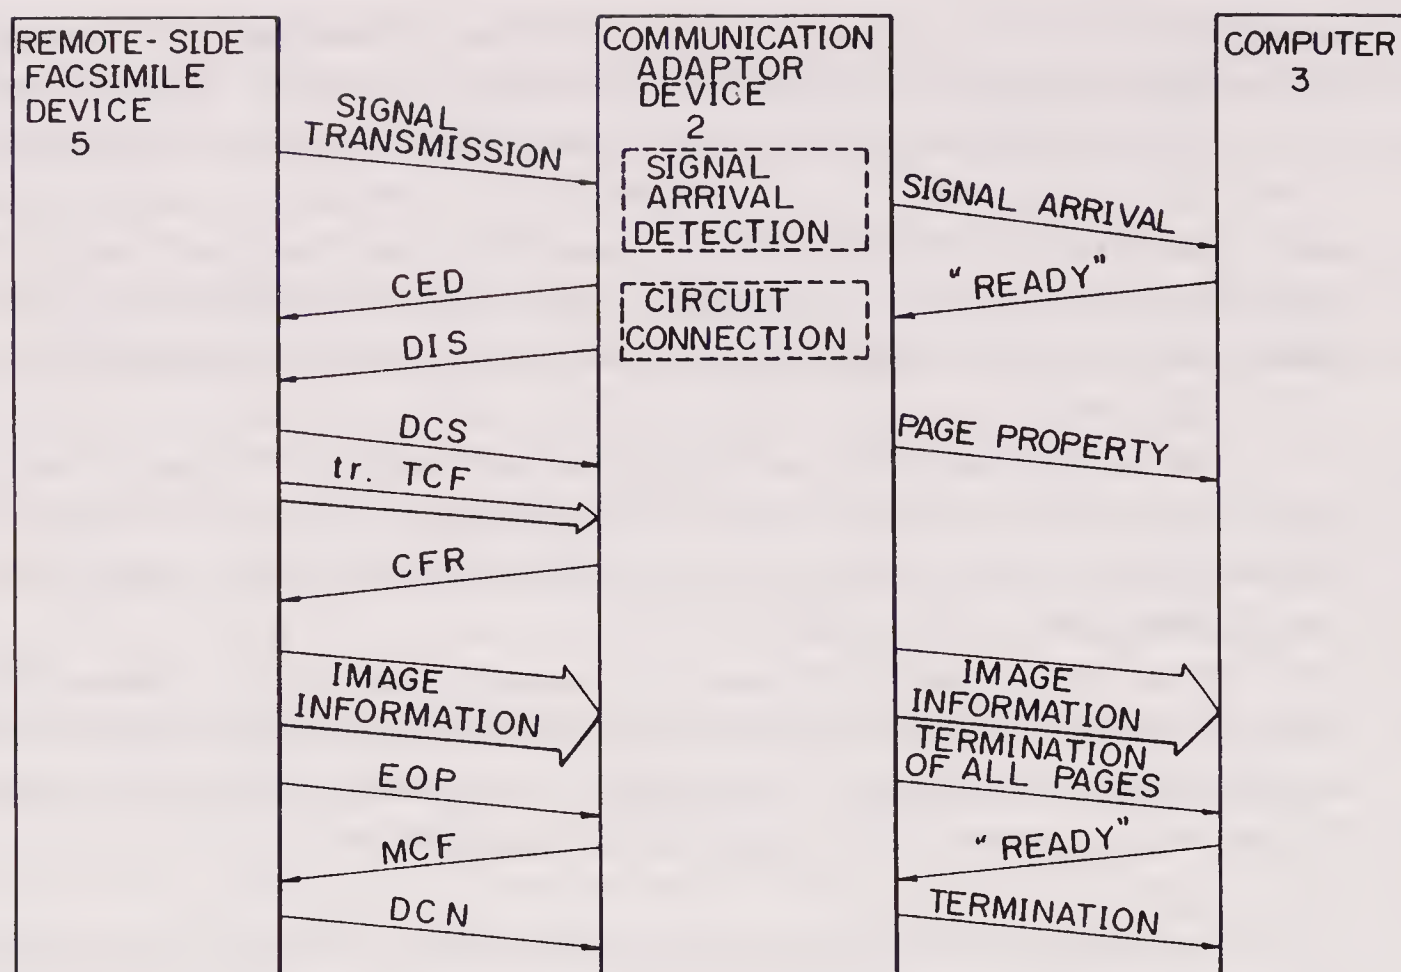 REMOTE-SIDE
FACSIMILE
DEVICE
5
COMMUNICATION
ADAPTOR
DEVICE
2
COMPUTER
3
SIGNAL
TRANSMISSION
SIGNAL
ARRIVAL
DETECTION
SIGNAL ARRIVAL
CED
CIRCUIT
CONNECTION
"READY"
DIS
DCS
PAGE PROPERTY
tr. TCF
CFR
IMAGE
INFORMATION
IMAGE
INFORMATION
TERMINATION
OF ALL PAGES
EOP
MCF
"READY"
DCN
TERMINATION